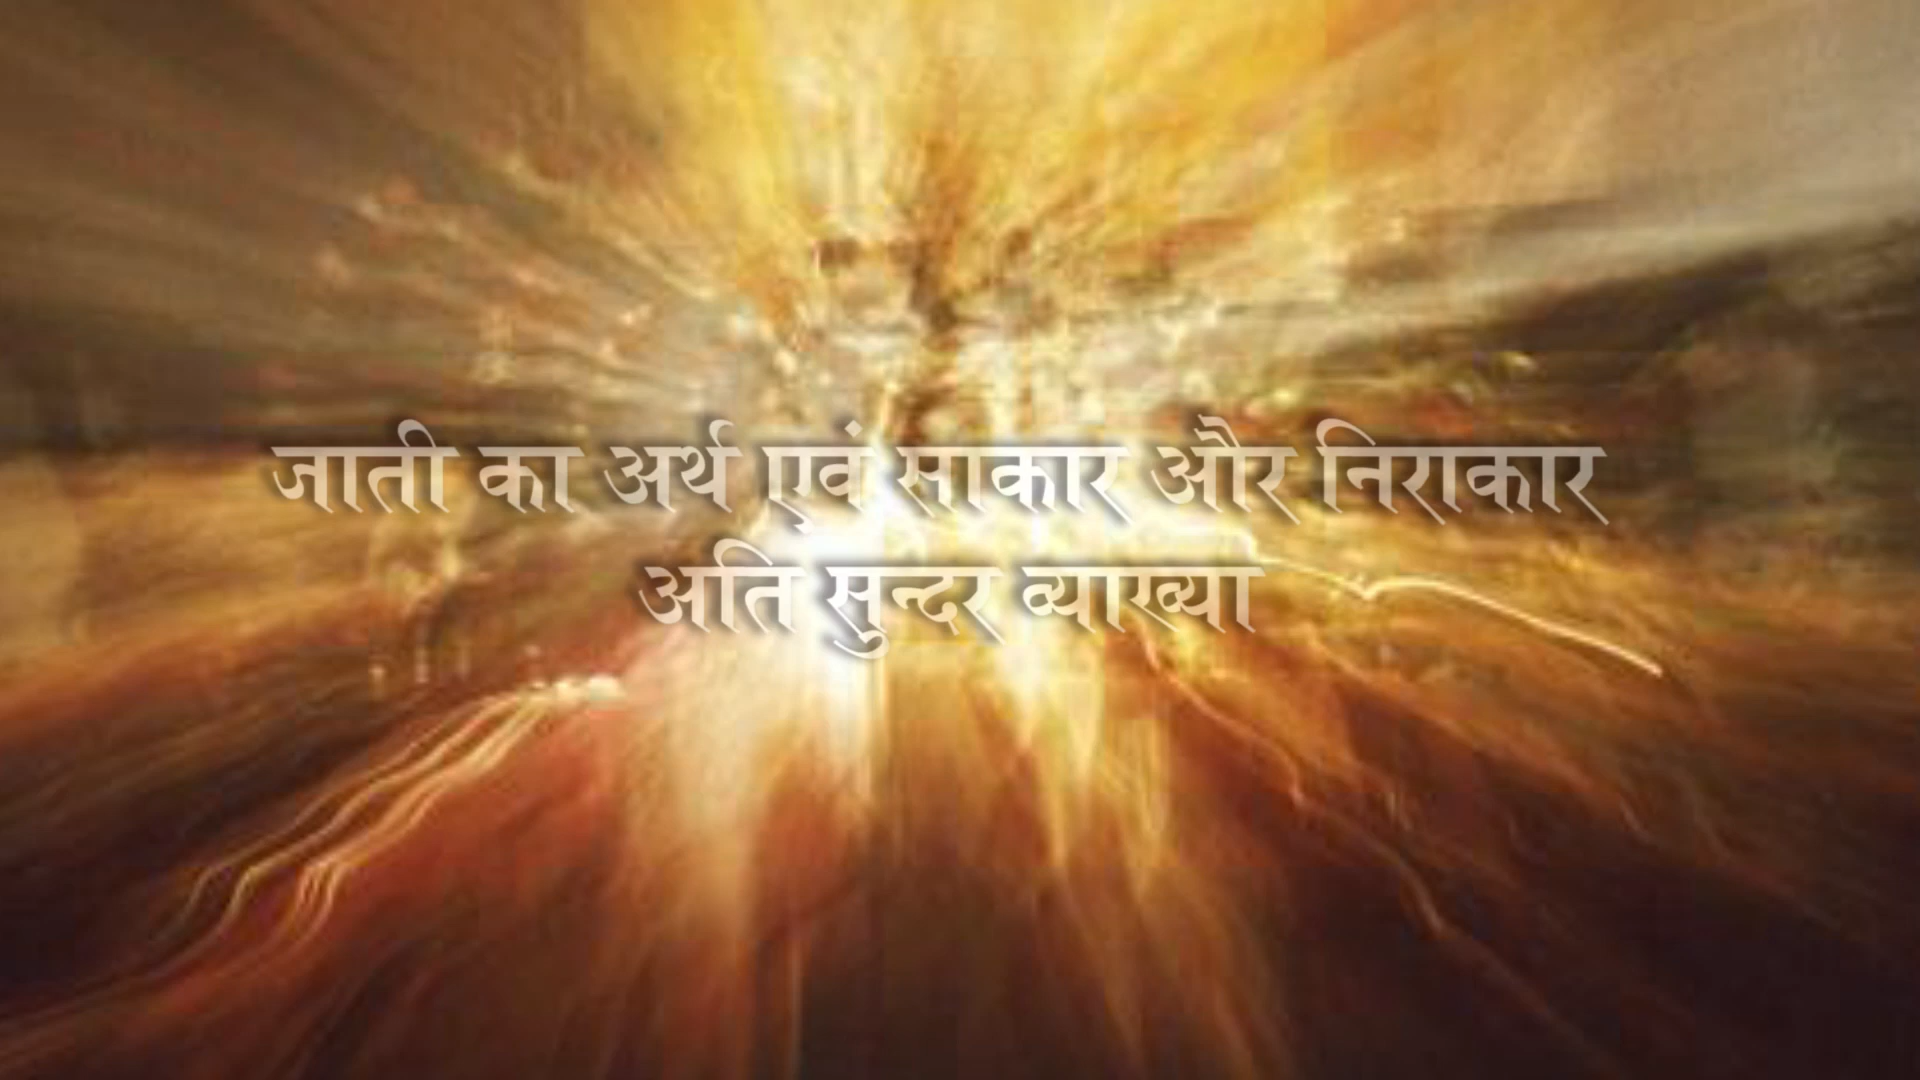 जाती का अर्थ एवं साकार और निराकार
अति सुन्दर व्याख्या